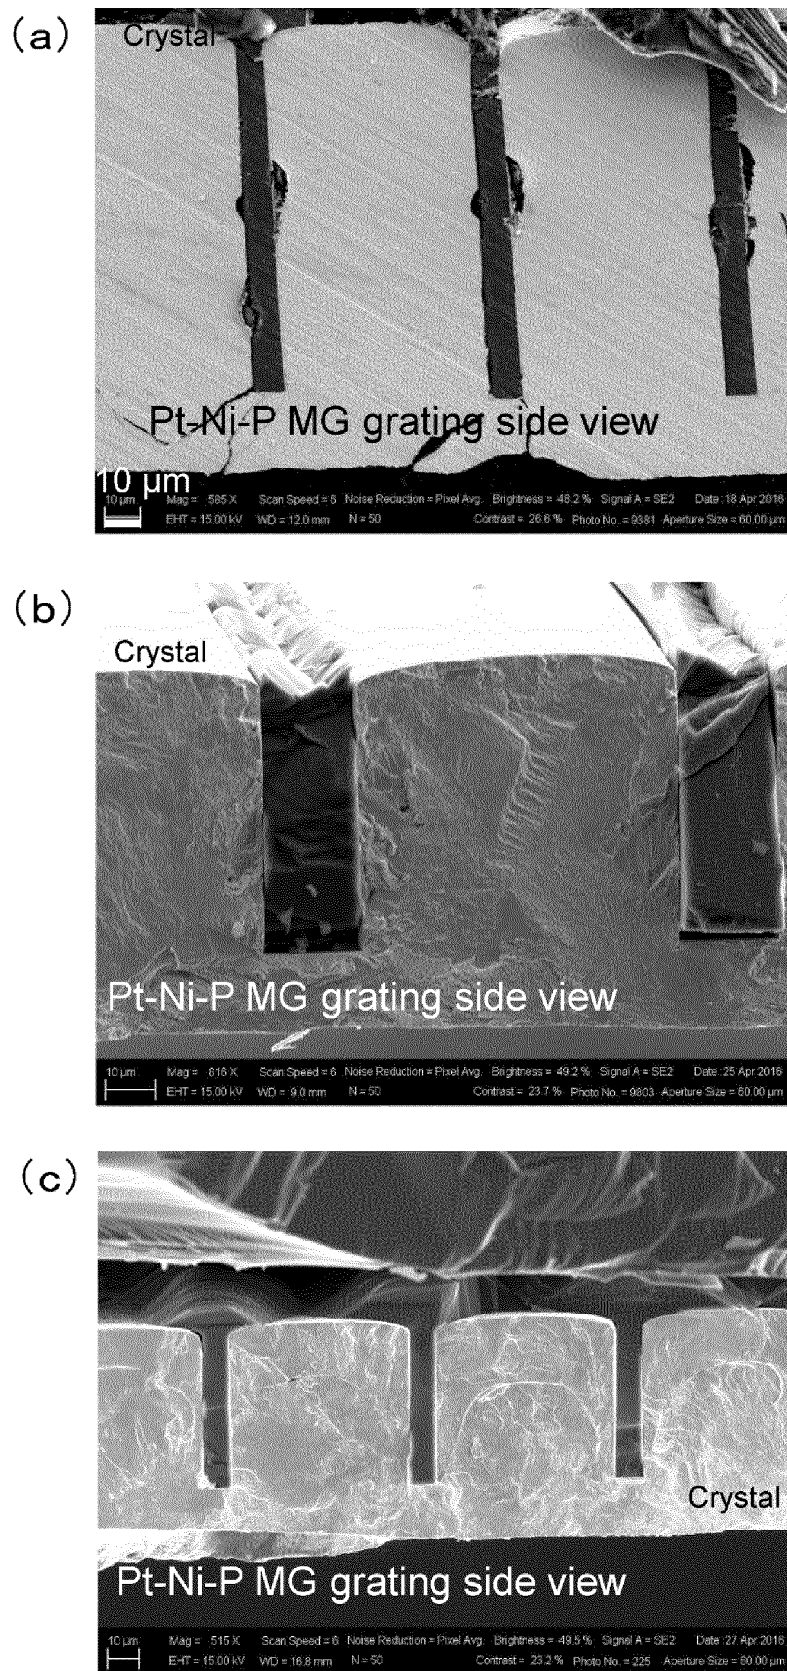 (a)
Crystal
Pt-Ni-P MG grating side view
10 μm
10 μm Mag = 585 X Scan Speed = 6 Noise Reduction = Pixel Avg. Brightness = 48.2 % Signal A = SE2 Date :18 Apr 2016
EHT = 15.00 kV WD = 12.0 mm N = 50 Contrast = 26.6 % Photo No. = 9381 Aperture Size = 60.00 μm
(b)
Crystal
Pt-Ni-P MG grating side view
10 μm Mag = 816 X Scan Speed = 6 Noise Reduction = Pixel Avg. Brightness = 49.2 % Signal A = SE2 Date :25 Apr 2016
EHT = 15.00 kV WD = 9.0 mm N = 50 Contrast = 23.7 % Photo No. = 9803 Aperture Size = 60.00 μm
(c)
Crystal
Pt-Ni-P MG grating side view
10 μm Mag = 515 X Scan Speed = 6 Noise Reduction = Pixel Avg. Brightness = 49.5 % Signal A = SE2 Date :27 Apr 2016
EHT = 15.00 kV WD = 16.8 mm N = 50 Contrast = 23.2 % Photo No. = 225 Aperture Size = 60.00 μm